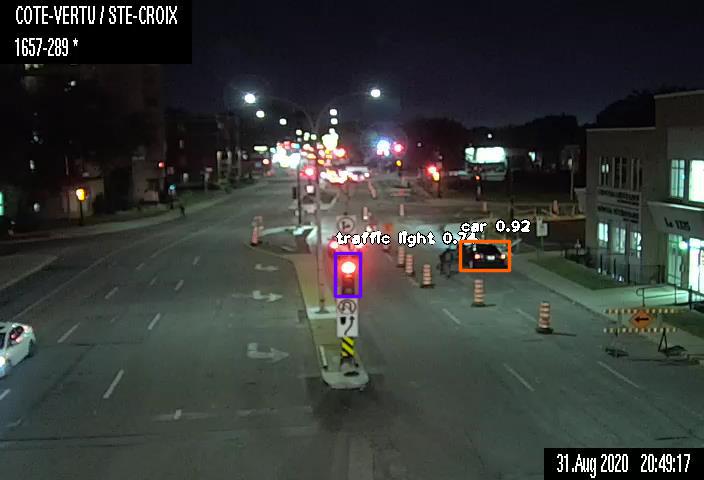 COTE-VERTU / STE-CROIX
1657-289 *
car 0.92
traffic light 0.74
31.Aug 2020 20:49:17